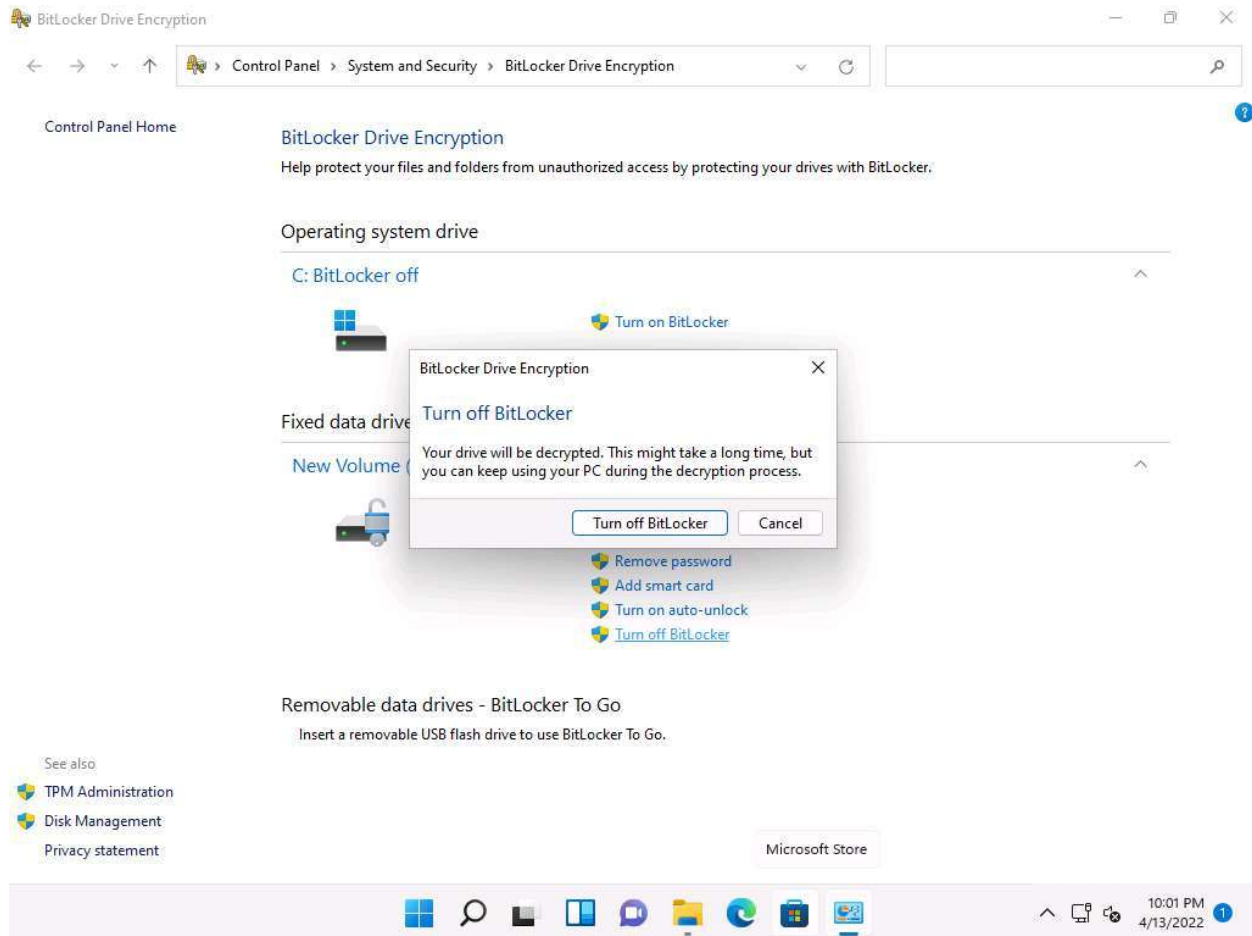 BitLocker Drive Encryption
Control Panel › System and Security › BitLocker Drive Encryption
Control Panel Home
BitLocker Drive Encryption
Help protect your files and folders from unauthorized access by protecting your drives with BitLocker.
Operating system drive
C: BitLocker off
Turn on BitLocker
BitLocker Drive Encryption
Turn off BitLocker
Your drive will be decrypted. This might take a long time, but
you can keep using your PC during the decryption process.
Turn off BitLocker Cancel
Fixed data drive
New Volume (
Remove password
Add smart card
Turn on auto-unlock
Turn off BitLocker
Removable data drives - BitLocker To Go
Insert a removable USB flash drive to use BitLocker To Go.
See also
TPM Administration
Disk Management
Privacy statement
Microsoft Store
10:01 PM
4/13/2022
1